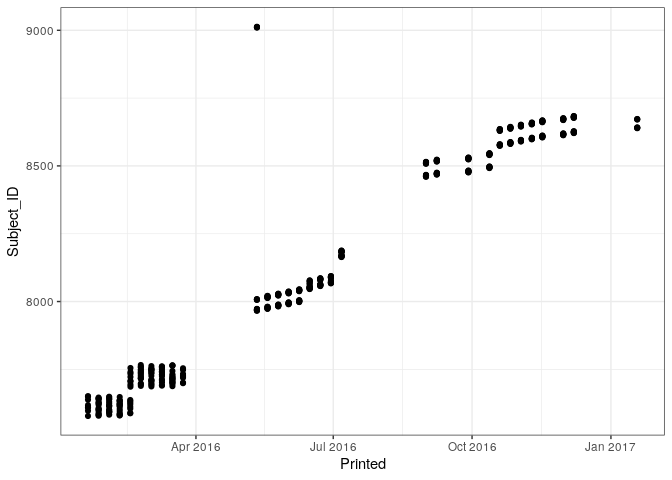 9000
8500
8000
Subject_ID
Apr 2016
Jul 2016
Oct 2016
Jan 2017
Printed